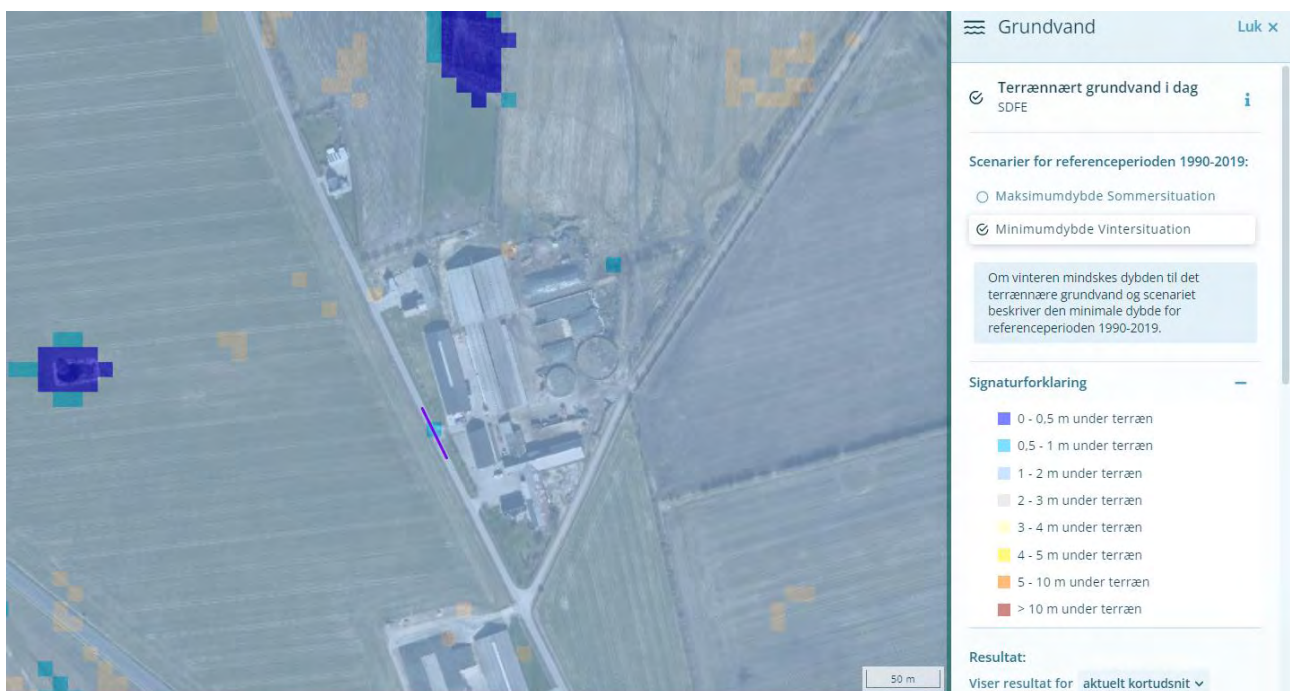 Grundvand
Luk ×
Terrænnært grundvand i dag
SDFE
i
Scenarier for referenceperioden 1990-2019:
Maksimumdybde Sommersituation
Minimumdybde Vintersituation
Om vinteren mindskes dybden til det
terrænnære grundvand og scenariet
beskriver den minimale dybde for
referenceperioden 1990-2019.
Signaturforklaring
0 - 0,5 m under terræn
0,5 - 1 m under terræn
1 - 2 m under terræn
2 - 3 m under terræn
3 - 4 m under terræn
4 - 5 m under terræn
5 - 10 m under terræn
> 10 m under terræn
50 m
Resultat:
Viser resultat for aktuelt kortudsnit